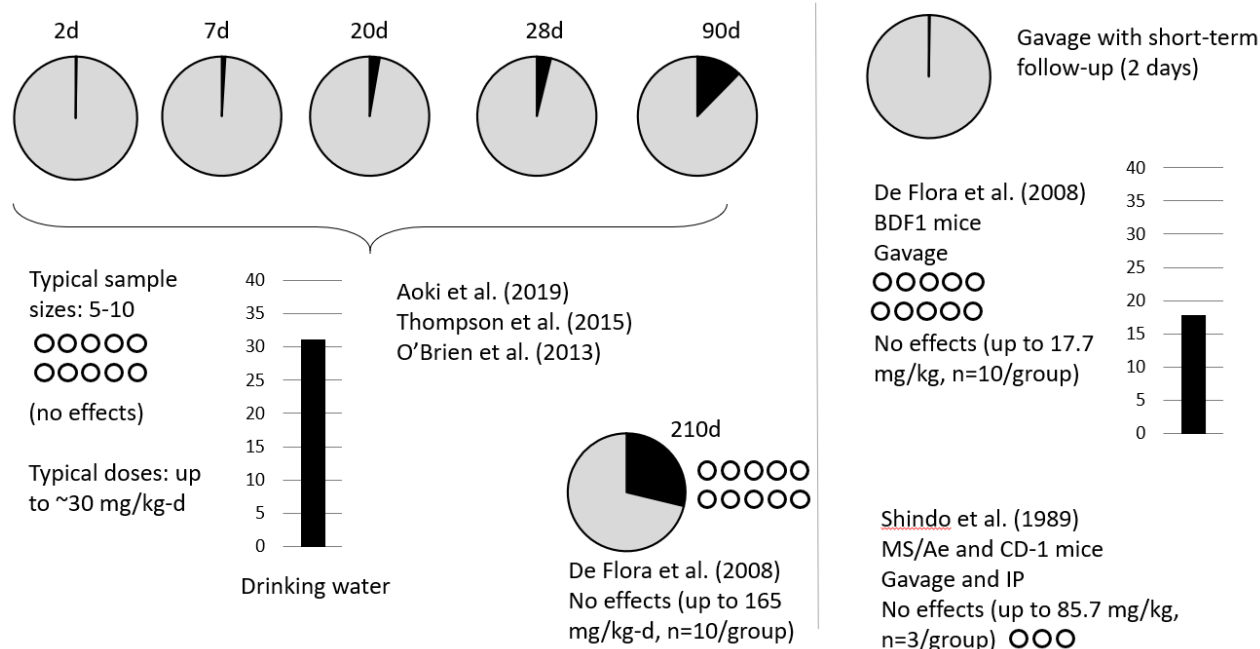 2d
7d
20d
28d
90d
Typical sample
sizes: 5-10
(no effects)
Typical doses: up
to ~30 mg/kg-d
40
35
30
25
20
15
10
5
0
Drinking water
Aoki et al. (2019)
Thompson et al. (2015)
O'Brien et al. (2013)
210d
De Flora et al. (2008)
No effects (up to 165
mg/kg-d, n=10/group)
Gavage with short-term
follow-up (2 days)
De Flora et al. (2008)
BDF1 mice
Gavage
No effects (up to 17.7
mg/kg, n=10/group)
40
35
30
25
20
15
10
5
0
Shindo et al. (1989)
MS/Ae and CD-1 mice
Gavage and IP
No effects (up to 85.7 mg/kg,
n=3/group)